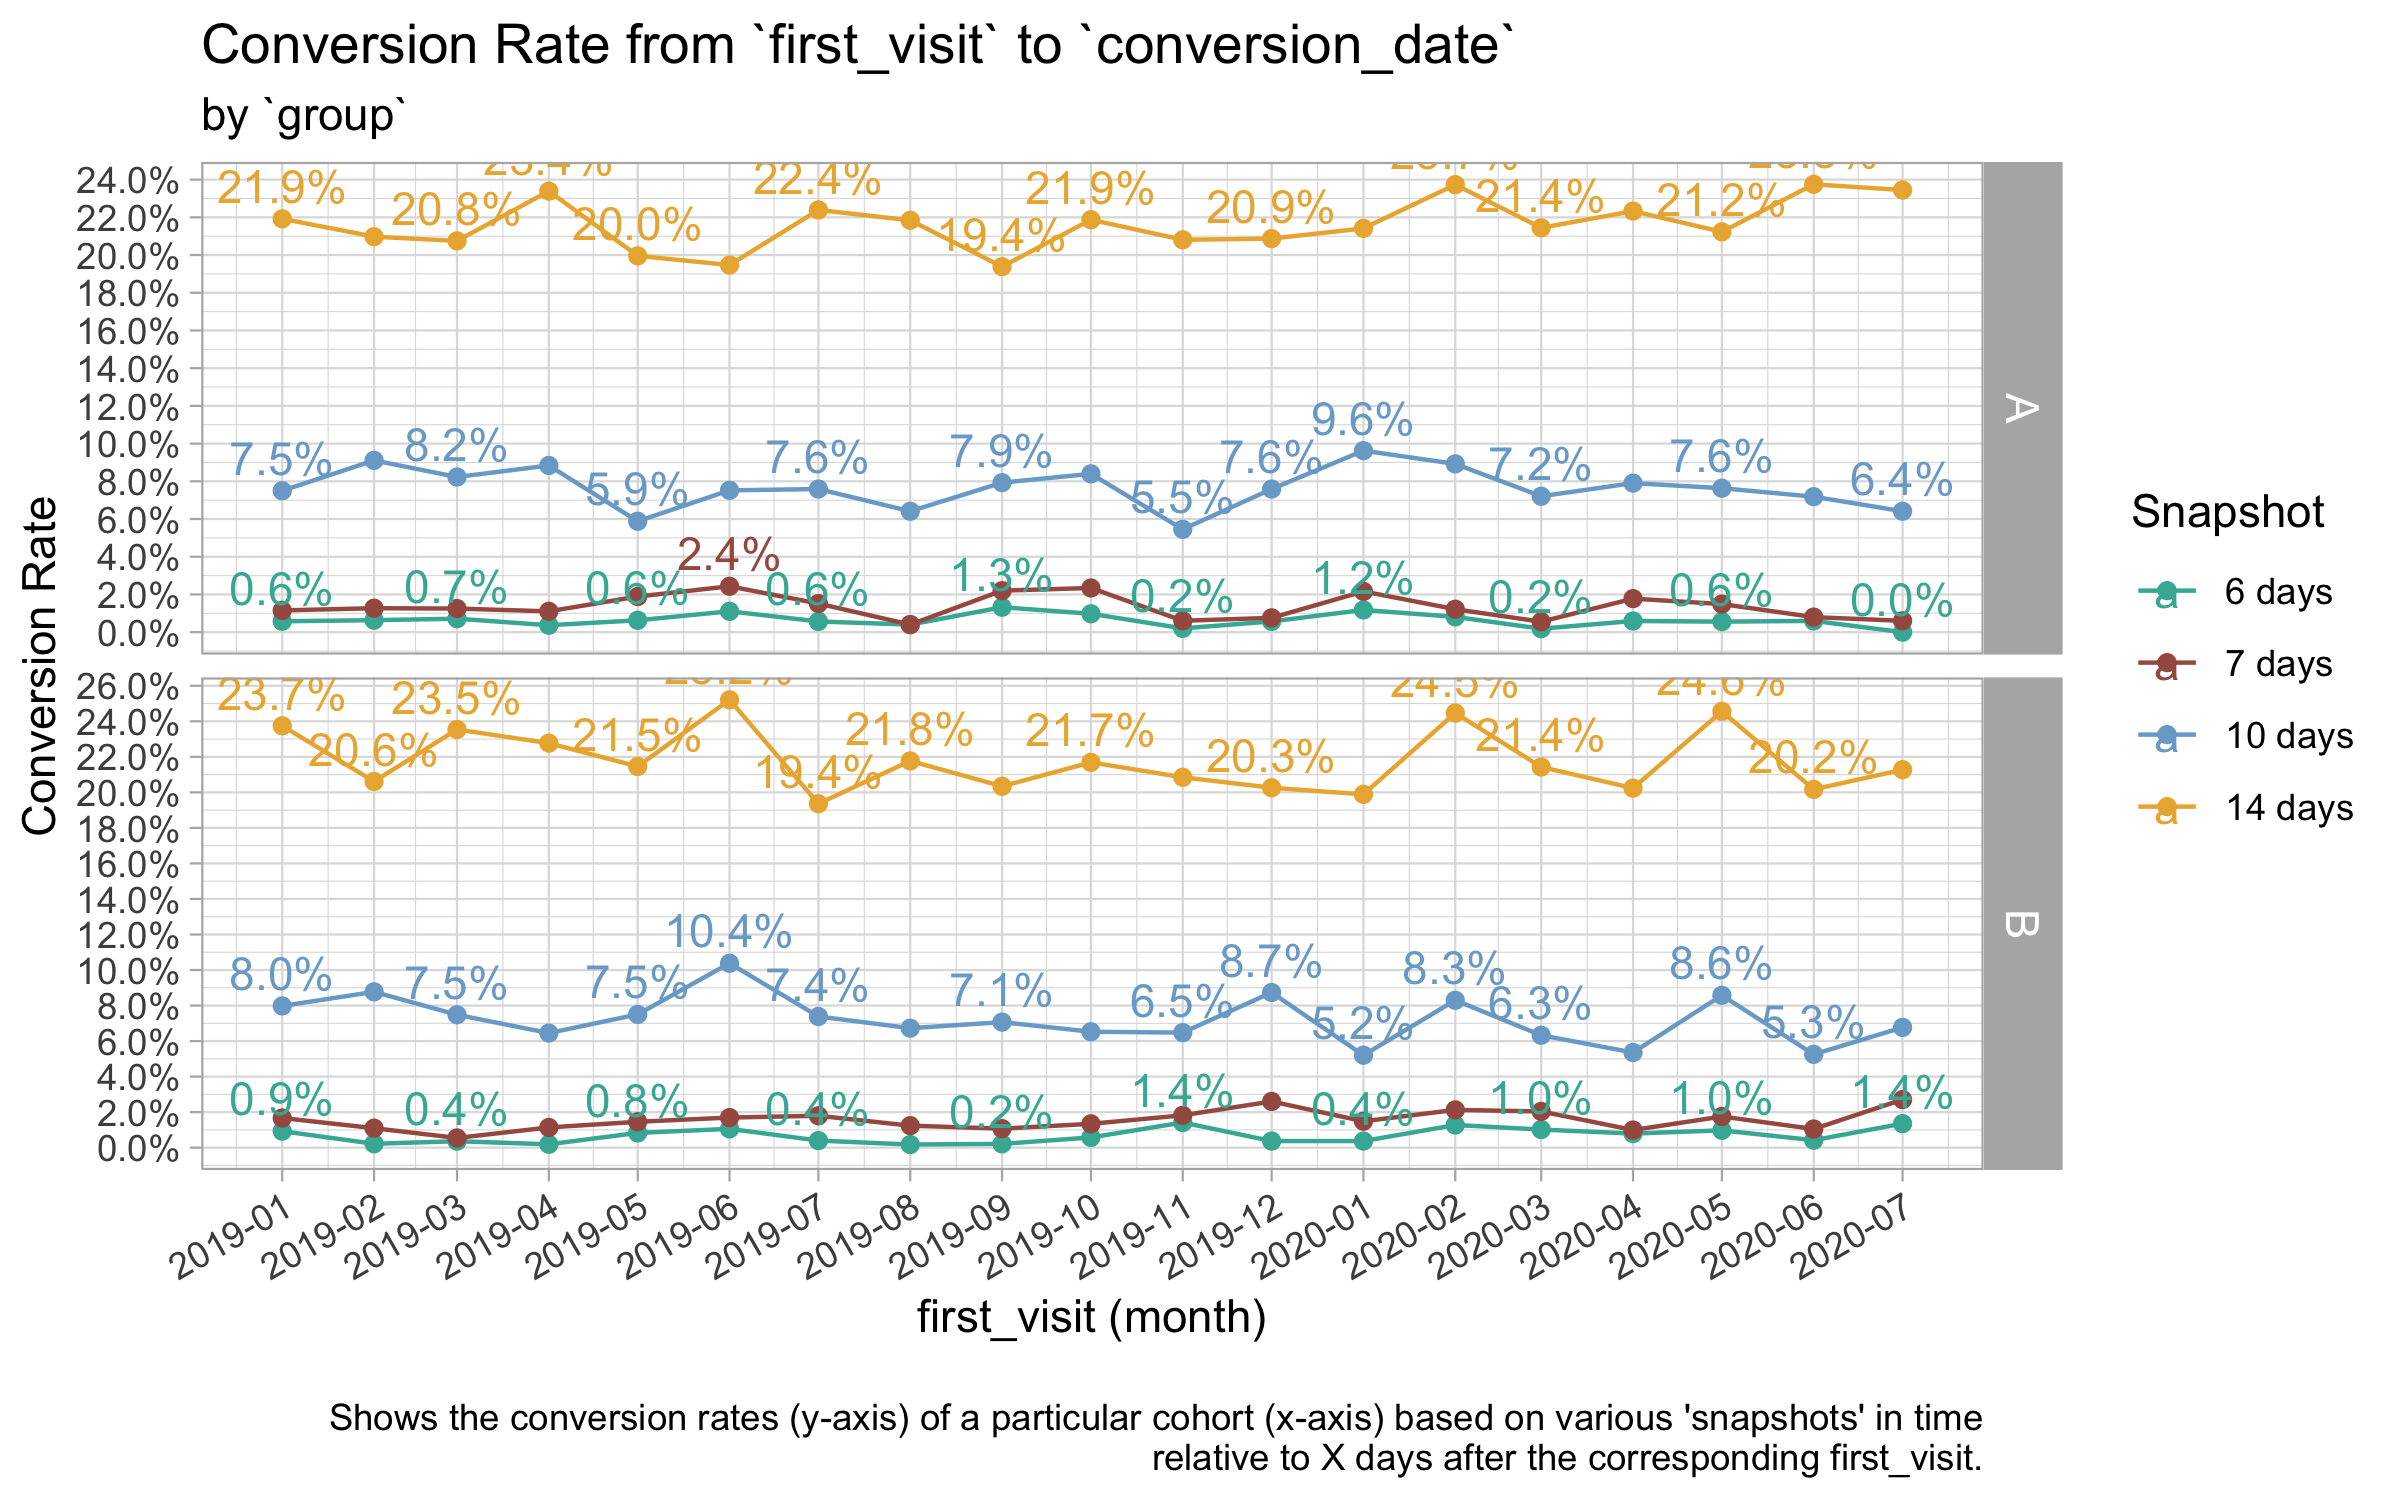 Conversion Rate from `first_visit` to `conversion_date`
by `group`
Conversion Rate
24.0%
22.0%
20.0%
18.0%
16.0%
14.0%
12.0%
10.0%
8.0%
6.0%
4.0%
2.0%
0.0%
21.9% 20.8% 20.0% 22.4% 19.4% 21.9% 20.9% 21.4% 21.2%
7.5% 8.2% 5.9% 7.6% 7.9% 5.5% 7.6% 9.6% 7.2% 7.6% 6.4%
2.4%
0.6% 0.7% 0.6% 0.6% 1.3% 0.2% 1.2% 0.2% 0.6% 0.0%
A
26.0%
24.0%
22.0%
20.0%
18.0%
16.0%
14.0%
12.0%
10.0%
8.0%
6.0%
4.0%
2.0%
0.0%
23.7% 20.6% 23.5% 21.5% 19.4% 21.8% 21.7% 20.3% 24.5% 21.4% 24.6% 20.2%
8.0% 7.5% 7.5% 10.4% 7.4% 7.1% 6.5% 8.7% 5.2% 8.3% 6.3% 8.6% 5.3%
0.9% 0.4% 0.8% 0.4% 0.2% 1.4% 0.4% 1.0% 1.0% 1.4%
B
2019-01 2019-02 2019-03 2019-04 2019-05 2019-06 2019-07 2019-08 2019-09 2019-10 2019-11 2019-12 2020-01 2020-02 2020-03 2020-04 2020-05 2020-06 2020-07
first_visit (month)
Snapshot
a 6 days
a 7 days
a 10 days
a 14 days
Shows the conversion rates (y-axis) of a particular cohort (x-axis) based on various 'snapshots' in time
relative to X days after the corresponding first_visit.